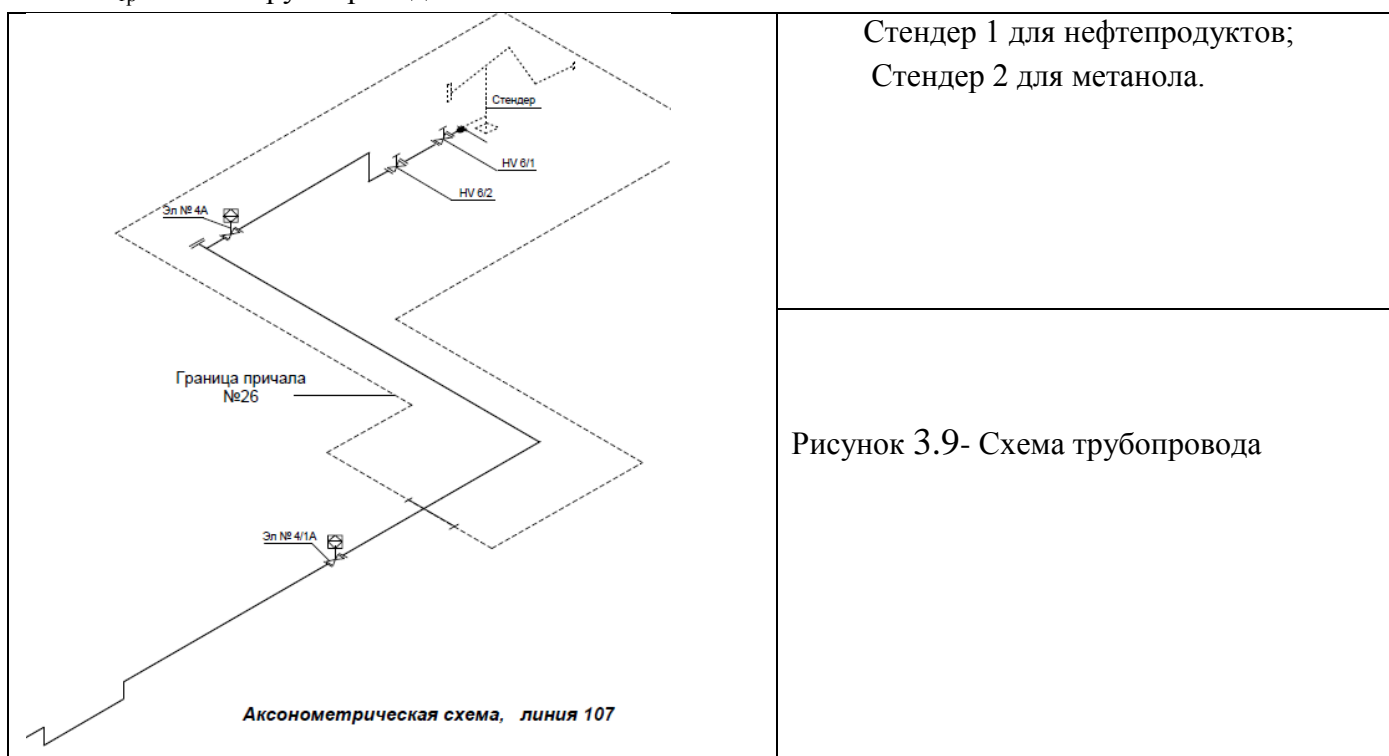 Стендер 1 для нефтепродуктов;
Стендер 2 для метанола.
Стендер
HV 6/1
HV 6/2
Эл № 4А
Граница причала
№26
Рисунок 3.9- Схема трубопровода
Эл № 4/1А
Аксонометрическая схема, линия 107